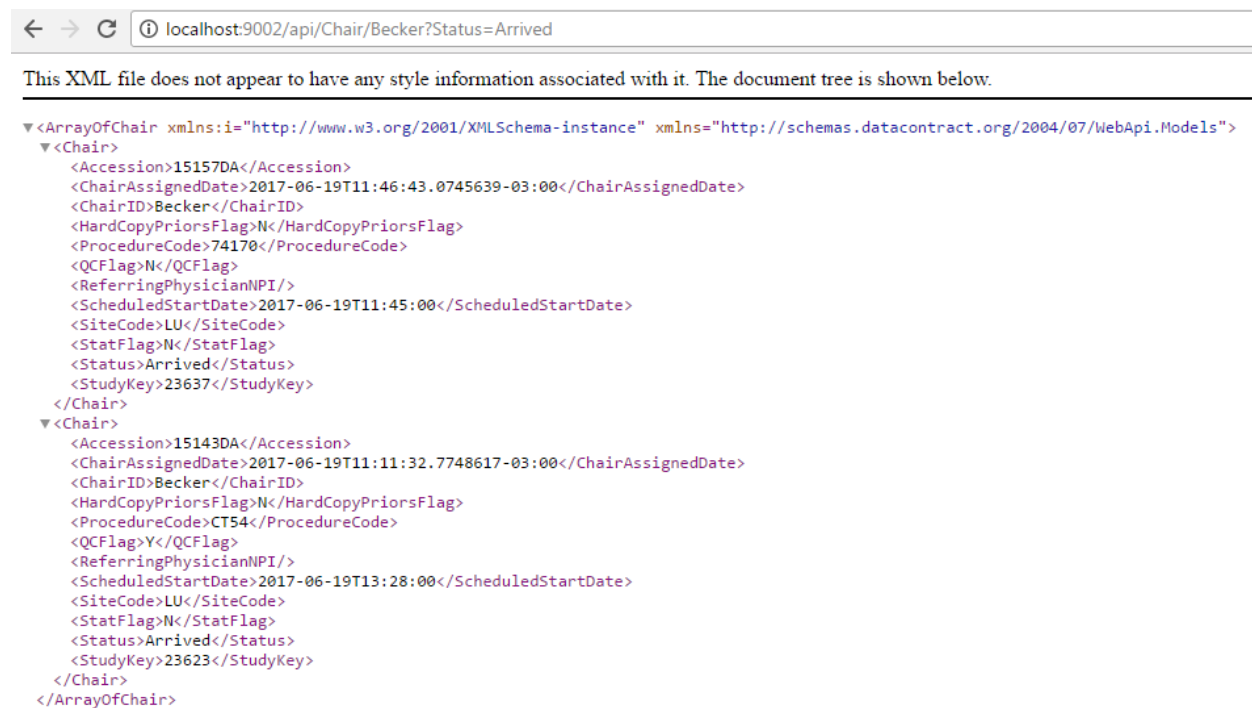 localhost:9002/api/Chair/Becker?Status=Arrived
This XML file does not appear to have any style information associated with it. The document tree is shown below.
▼<ArrayOfChair xmlns:i="http://www.w3.org/2001/XMLSchema-instance" xmlns="http://schemas.datacontract.org/2004/07/WebApi.Models">
▼<Chair>
<Accession>15157DA</Accession>
<ChairAssignedDate>2017-06-19T11:46:43.0745639-03:00</ChairAssignedDate>
<ChairID>Becker</ChairID>
<HardCopyPriorsFlag>N</HardCopyPriorsFlag>
<ProcedureCode>74170</ProcedureCode>
<QCFlag>N</QCFlag>
<ReferringPhysicianNPI/>
<ScheduledStartDate>2017-06-19T11:45:00</ScheduledStartDate>
<SiteCode>LU</SiteCode>
<StatFlag>N</StatFlag>
<Status>Arrived</Status>
<StudyKey>23637</StudyKey>
</Chair>
▼<Chair>
<Accession>15143DA</Accession>
<ChairAssignedDate>2017-06-19T11:11:32.7748617-03:00</ChairAssignedDate>
<ChairID>Becker</ChairID>
<HardCopyPriorsFlag>N</HardCopyPriorsFlag>
<ProcedureCode>CT54</ProcedureCode>
<QCFlag>Y</QCFlag>
<ReferringPhysicianNPI/>
<ScheduledStartDate>2017-06-19T13:28:00</ScheduledStartDate>
<SiteCode>LU</SiteCode>
<StatFlag>N</StatFlag>
<Status>Arrived</Status>
<StudyKey>23623</StudyKey>
</Chair>
</ArrayOfChair>